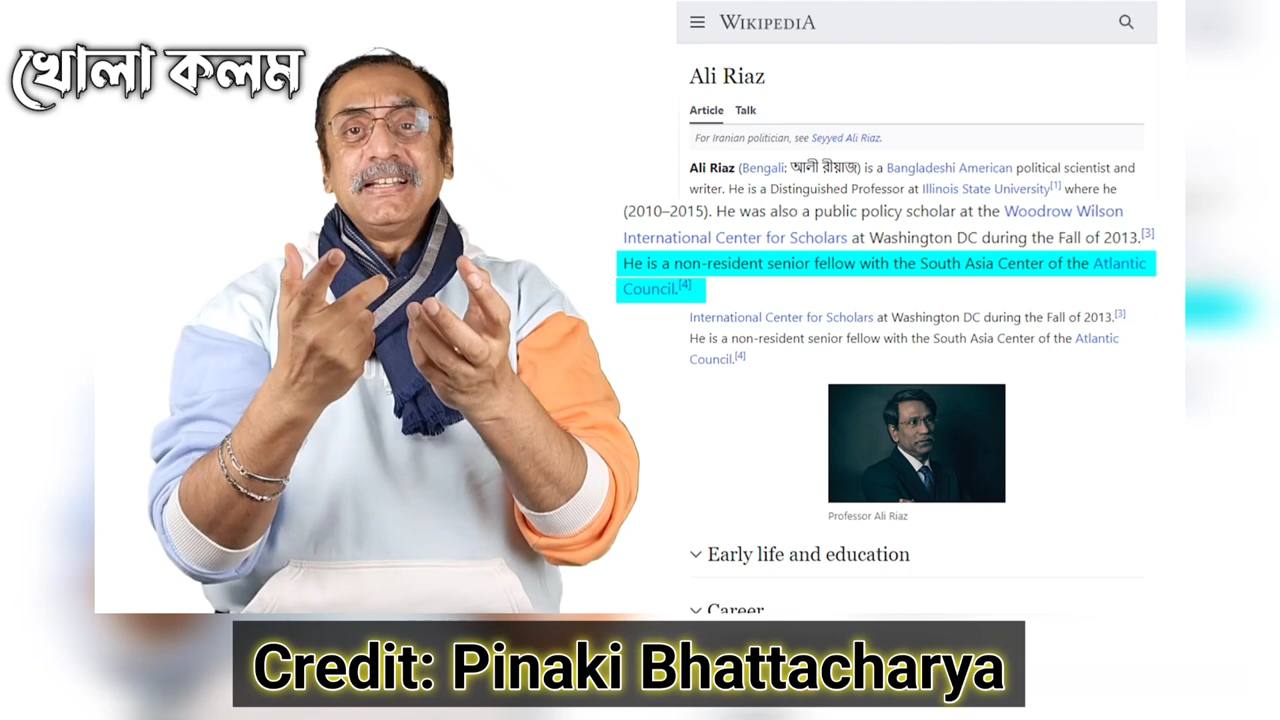 খোলা কলম
WIKIPEDIA
Ali Riaz
Article Talk
For Iranian politician, see Seyyed Ali Riaz.
Ali Riaz (Bengali: আলী রীয়াজ) is a Bangladeshi American political scientist and
writer. He is a Distinguished Professor at Illinois State University[1] where he
(2010–2015). He was also a public policy scholar at the Woodrow Wilson
International Center for Scholars at Washington DC during the Fall of 2013.[3]
He is a non-resident senior fellow with the South Asia Center of the Atlantic
Council.[4]
International Center for Scholars at Washington DC during the Fall of 2013.[3]
He is a non-resident senior fellow with the South Asia Center of the Atlantic
Council.[4]
Professor Ali Riaz
Early life and education
Career
Credit: Pinaki Bhattacharya